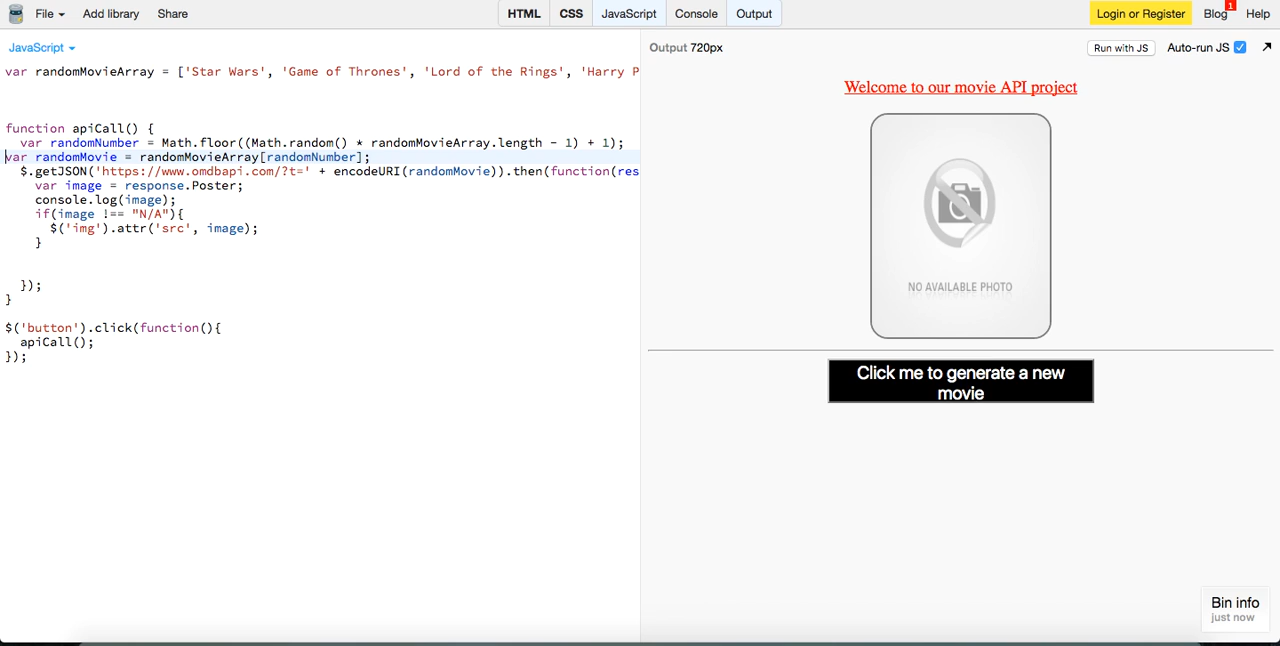 File Add library Share HTML CSS JavaScript Console Output Login or Register Blog 1 Help
JavaScript
Output 720px Run with JS Auto-run JS
var randomMovieArray = ['Star Wars', 'Game of Thrones', 'Lord of the Rings', 'Harry P
function apiCall() {
var randomNumber = Math.floor((Math.random() * randomMovieArray.length - 1) + 1);
var randomMovie = randomMovieArray[randomNumber];
$.getJSON('https://www.omdbapi.com/?t=' + encodeURI(randomMovie)).then(function(res
var image = response.Poster;
console.log(image);
if(image !== "N/A"){
$('img').attr('src', image);
}
});
}
$('button').click(function(){
apiCall();
});
Welcome to our movie API project
NO AVAILABLE PHOTO
Click me to generate a new
movie
Bin info
just now